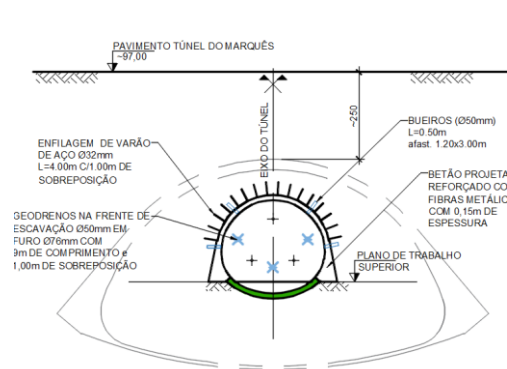 PAVIMENTO TÚNEL DO MARQUÊS
~97,00
EIXO DO TÚNEL
~250
BUEIROS (Ø50mm)
L=0.50m
afast. 1.20x3.00m
ENFILAGEM DE VARÃO
DE AÇO Ø32mm
L=4.00m C/1.00m DE
SOBREPOSIÇÃO
BETÃO PROJETA
REFORÇADO CO
FIBRAS METÁLIC
COM 0,15m DE
ESPESSURA
GEODRENOS NA FRENTE DE
ESCAVAÇÃO Ø50mm EM
FURO Ø76mm COM
9m DE COMPRIMENTO e
1,00m DE SOBREPOSIÇÃO
PLANO DE TRABALHO
SUPERIOR